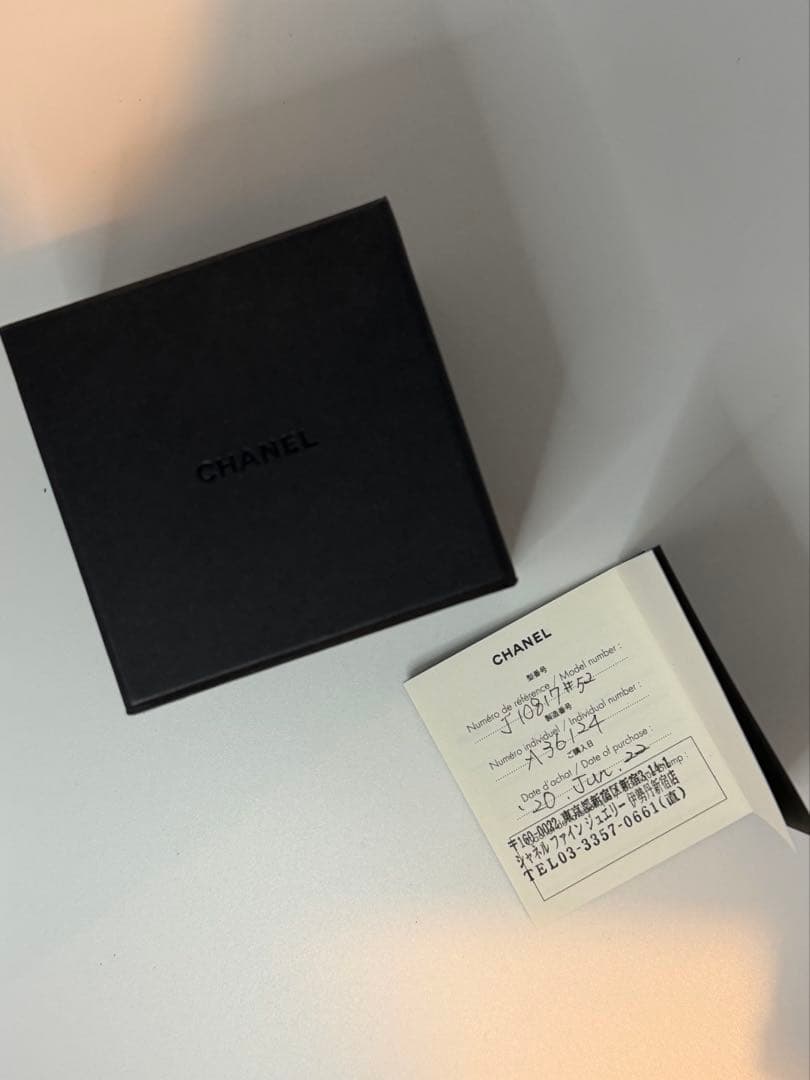 CHANEL
CHANEL
型番号
Numéro de référence / Model number :
J10817#52
製造番号
Numéro individuel / Individual number :
A36124
ご購入日
Date d'achat / Date of purchase :
20. Jun. 22
〒160-0022 東京都新宿区新宿3-14-1
シャネル ファイン ジュエリー 伊勢丹新宿店
TEL03-3357-0661(直)